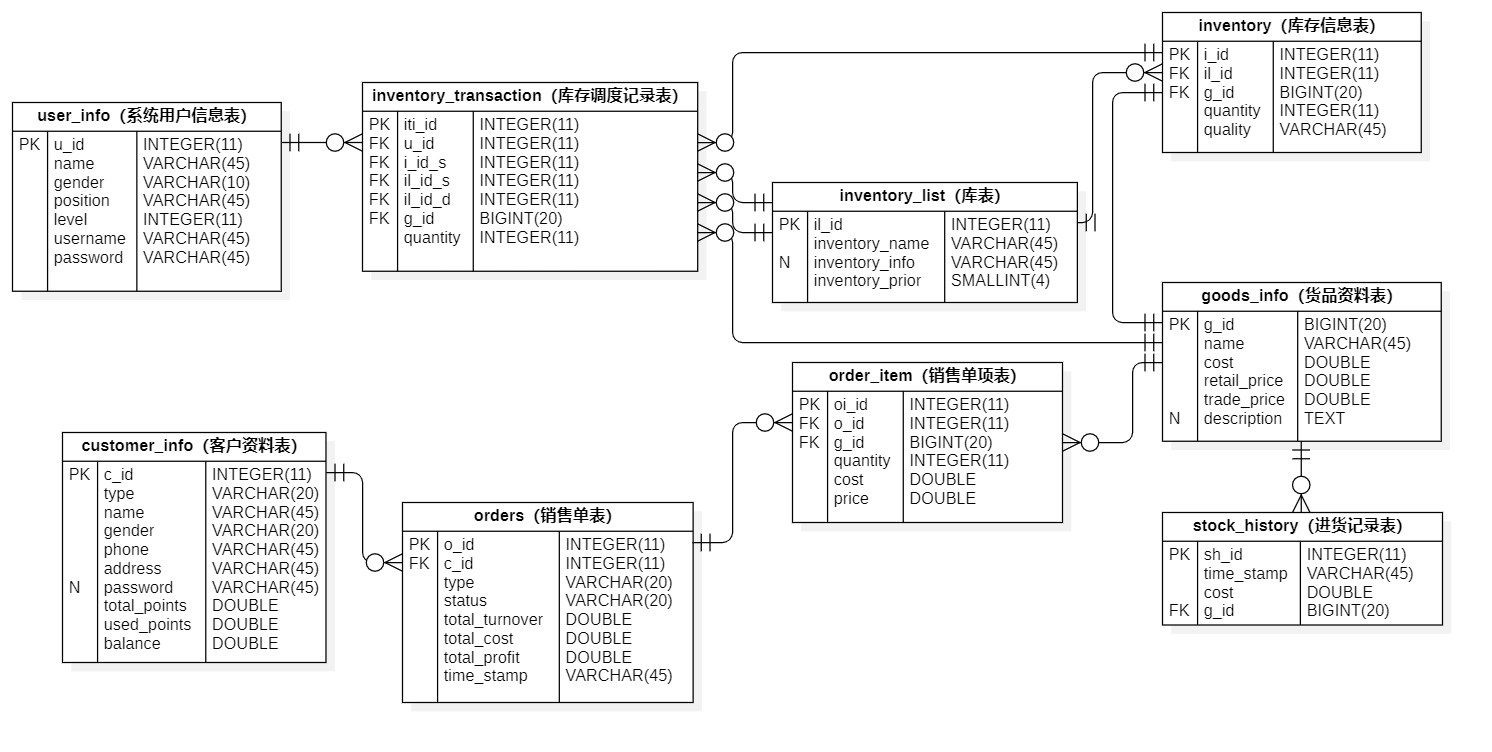 user_info（系统用户信息表）
PK u_id INTEGER(11)
name VARCHAR(45)
gender VARCHAR(10)
position VARCHAR(45)
level INTEGER(11)
username VARCHAR(45)
password VARCHAR(45)
inventory_transaction（库存调度记录表）
PK iti_id INTEGER(11)
FK u_id INTEGER(11)
FK i_id_s INTEGER(11)
FK il_id_s INTEGER(11)
FK il_id_d INTEGER(11)
FK g_id BIGINT(20)
quantity INTEGER(11)
inventory（库存信息表）
PK i_id INTEGER(11)
FK il_id INTEGER(11)
FK g_id BIGINT(20)
quantity INTEGER(11)
quality VARCHAR(45)
inventory_list（库表）
PK il_id INTEGER(11)
inventory_name VARCHAR(45)
N inventory_info VARCHAR(45)
inventory_prior SMALLINT(4)
goods_info（货品资料表）
PK g_id BIGINT(20)
name VARCHAR(45)
cost DOUBLE
retail_price DOUBLE
trade_price DOUBLE
N description TEXT
order_item（销售单项表）
PK oi_id INTEGER(11)
FK o_id INTEGER(11)
FK g_id BIGINT(20)
quantity INTEGER(11)
cost DOUBLE
price DOUBLE
customer_info（客户资料表）
PK c_id INTEGER(11)
type VARCHAR(20)
name VARCHAR(45)
gender VARCHAR(20)
phone VARCHAR(45)
address VARCHAR(45)
N password VARCHAR(45)
total_points DOUBLE
used_points DOUBLE
balance DOUBLE
orders（销售单表）
PK o_id INTEGER(11)
FK c_id INTEGER(11)
type VARCHAR(20)
status VARCHAR(20)
total_turnover DOUBLE
total_cost DOUBLE
total_profit DOUBLE
time_stamp VARCHAR(45)
stock_history（进货记录表）
PK sh_id INTEGER(11)
time_stamp VARCHAR(45)
cost DOUBLE
FK g_id BIGINT(20)